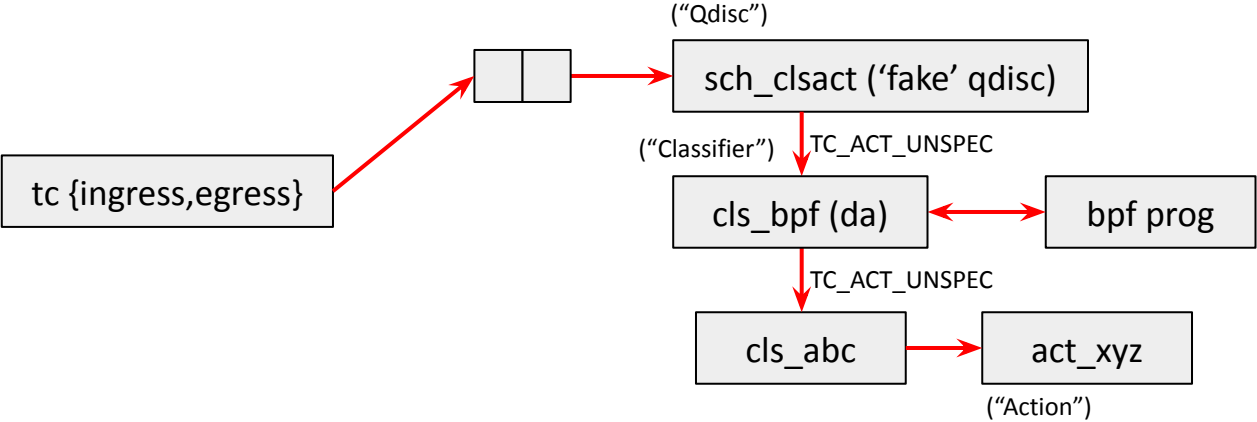 (“Qdisc”)
sch_clsact (‘fake’ qdisc)
(“Classifier”)
TC_ACT_UNSPEC
tc {ingress,egress}
cls_bpf (da)
bpf prog
TC_ACT_UNSPEC
cls_abc
act_xyz
(“Action”)